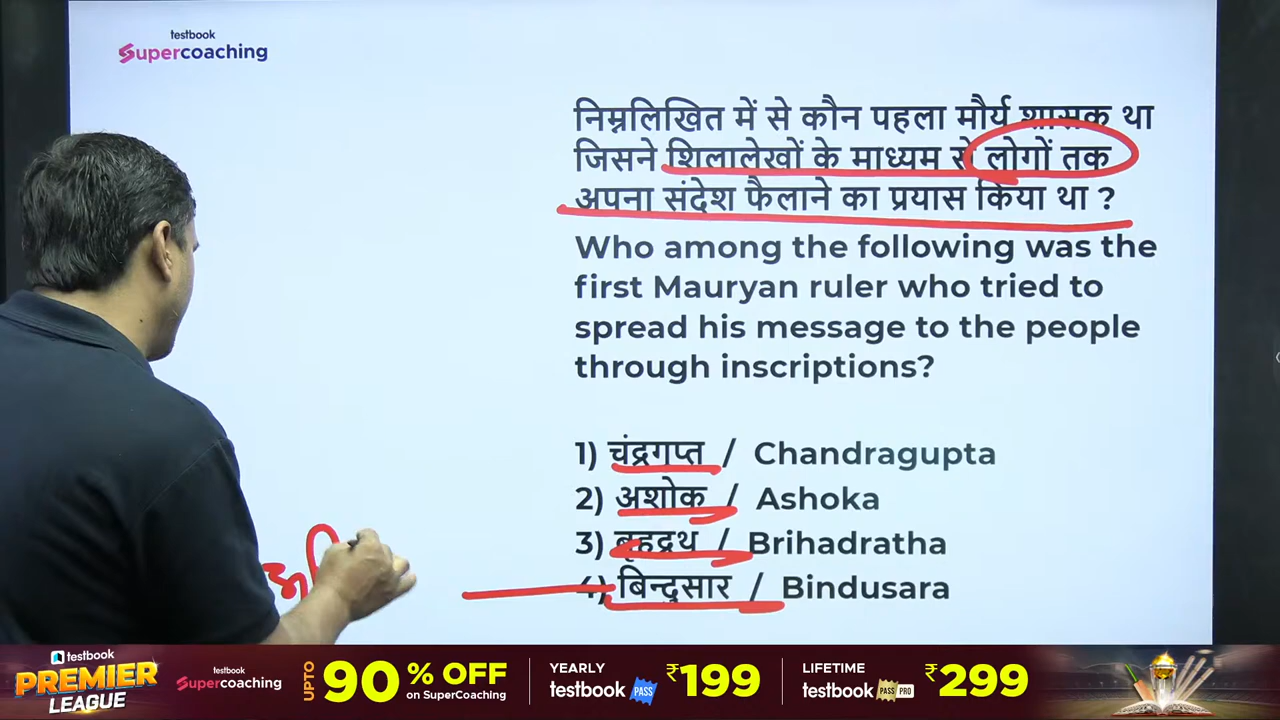 testbook
Supercoaching
निम्नलिखित में से कौन पहला मौर्य शासक था
जिसने शिलालेखों के माध्यम से लोगों तक
अपना संदेश फैलाने का प्रयास किया था ?
Who among the following was the
first Mauryan ruler who tried to
spread his message to the people
through inscriptions?
1) चंद्रगप्त / Chandragupta
2) अशोक / Ashoka
3) बृहद्रथ / Brihadratha
4) बिन्दुसार / Bindusara
testbook
PREMIER
LEAGUE
testbook
Supercoaching
UPTO 90% OFF
on SuperCoaching
YEARLY
testbook PASS
₹199
LIFETIME
testbook PASS PRO
₹299